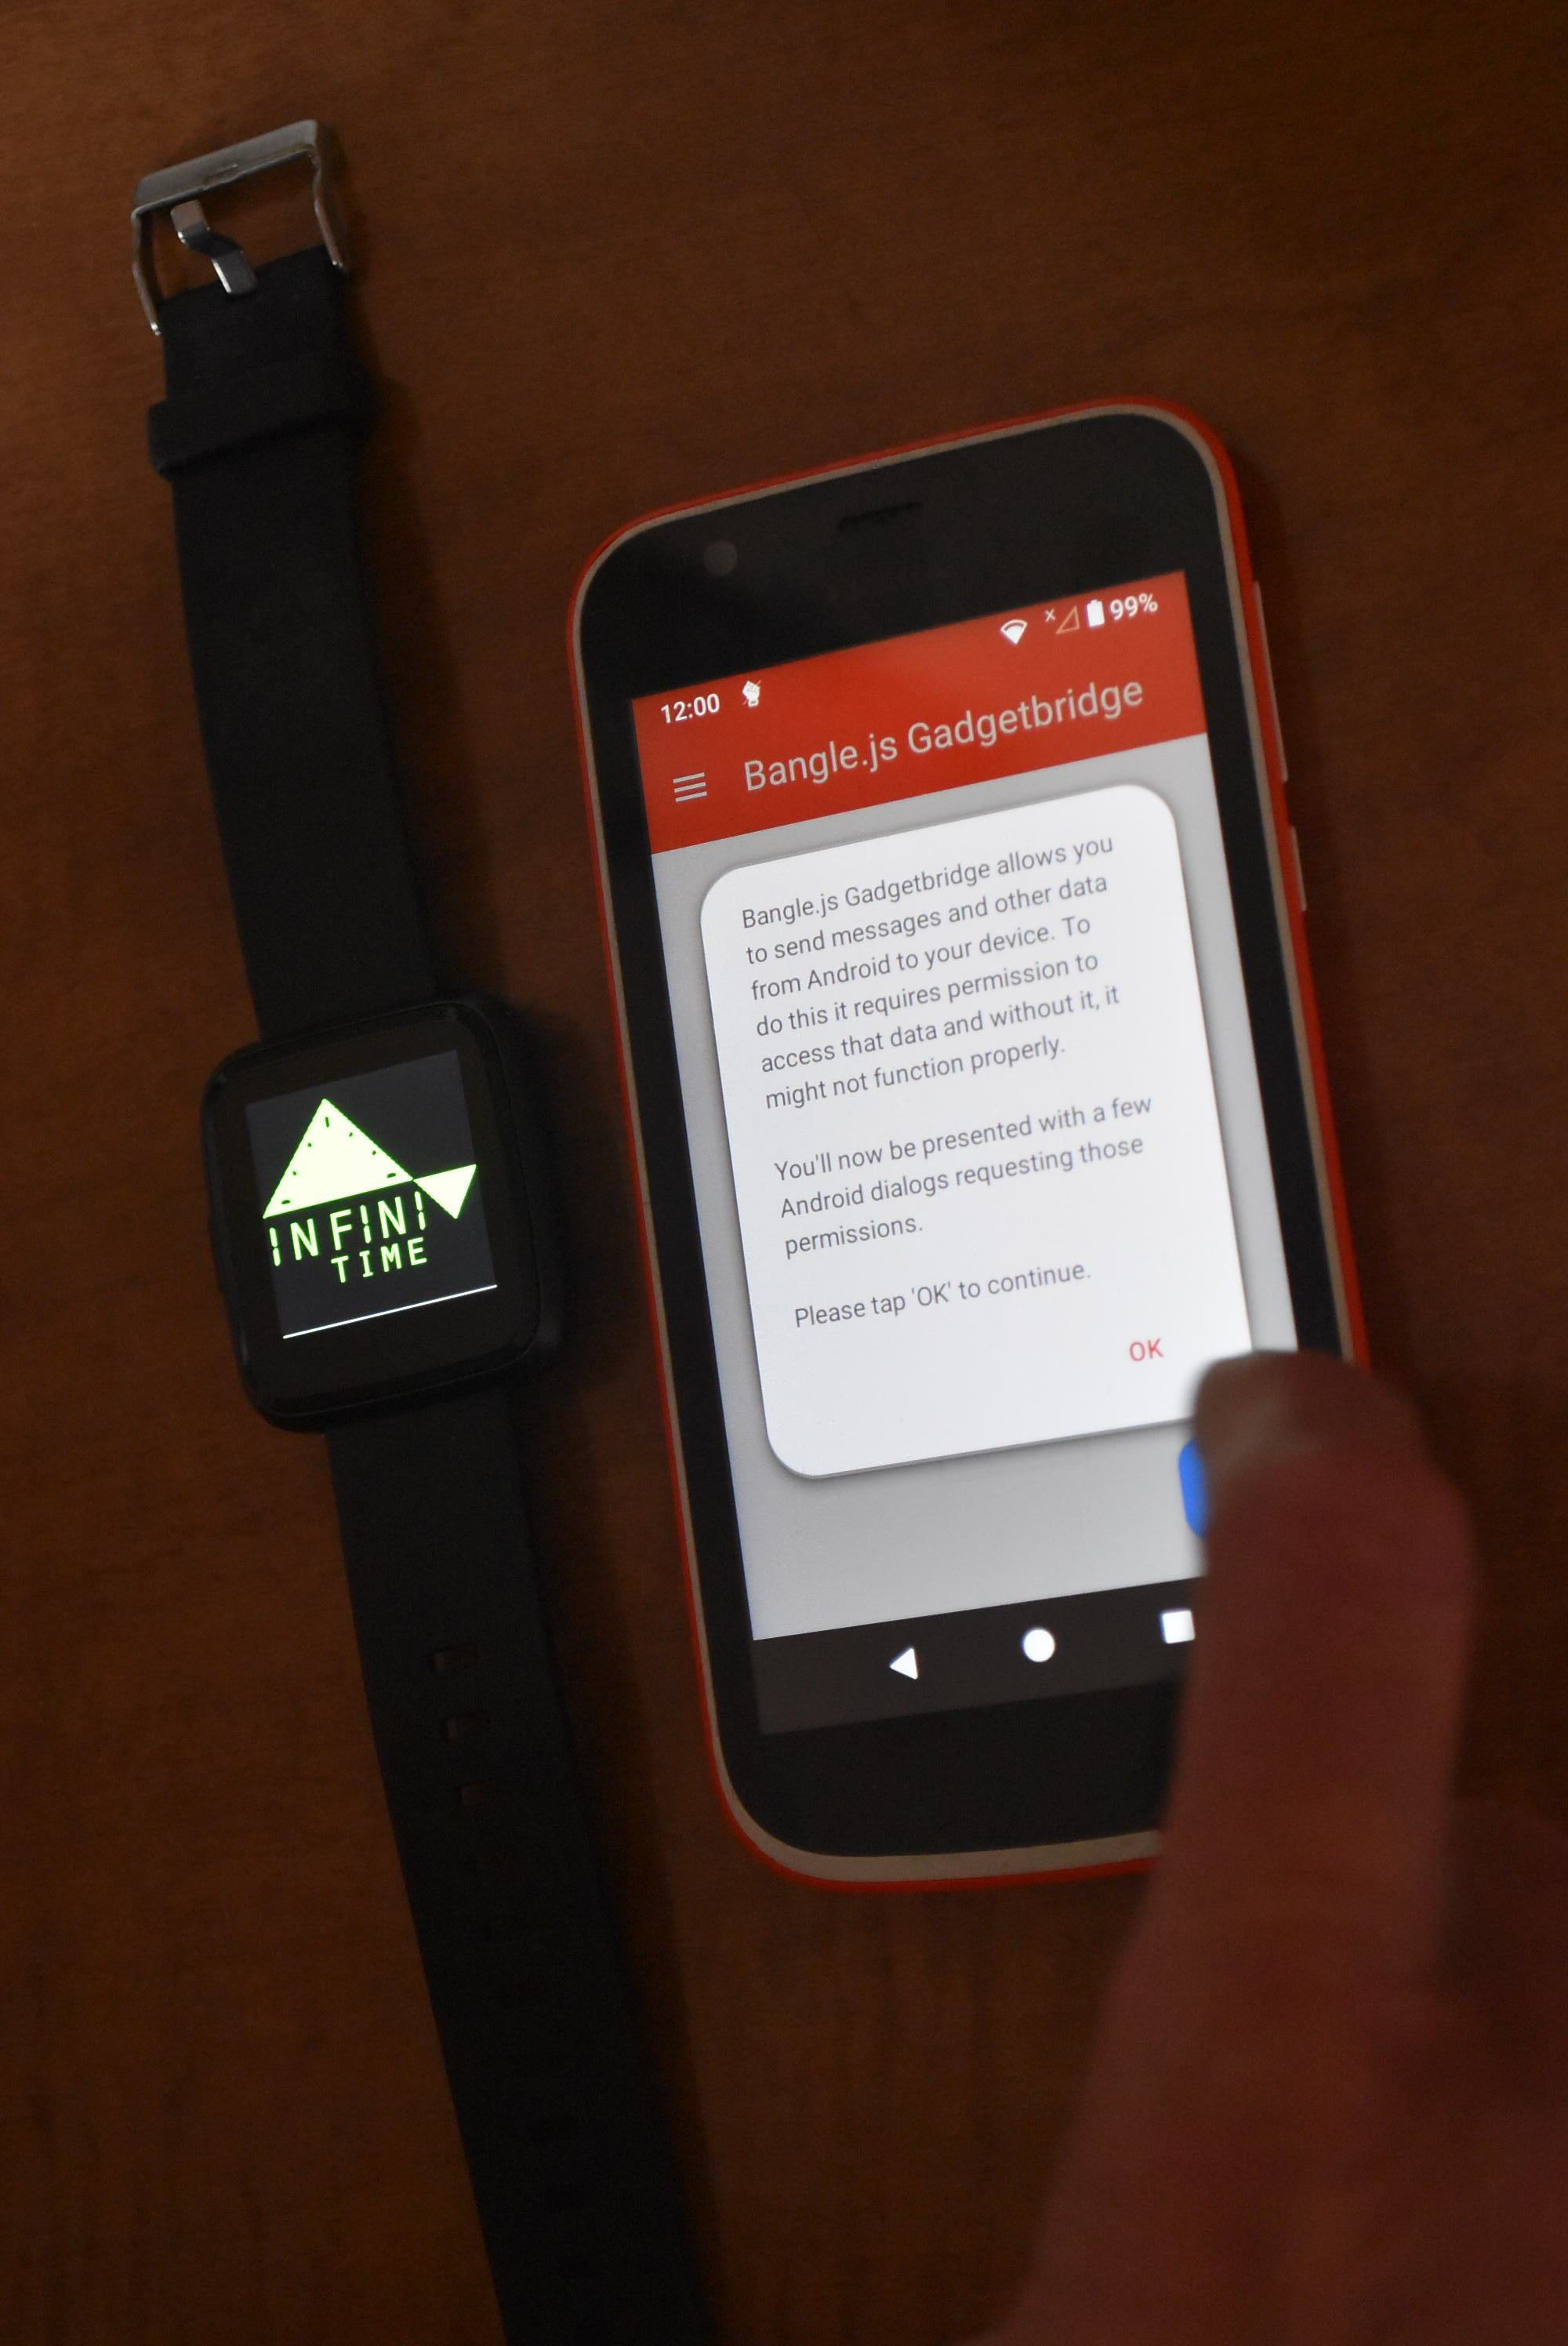 12:00
99%
Bangle.js Gadgetbridge
Bangle.js Gadgetbridge allows you
to send messages and other data
from Android to your device. To
do this it requires permission to
access that data and without it, it
might not function properly.
You'll now be presented with a few
Android dialogs requesting those
permissions.
Please tap 'OK' to continue.
OK
INFINI
TIME